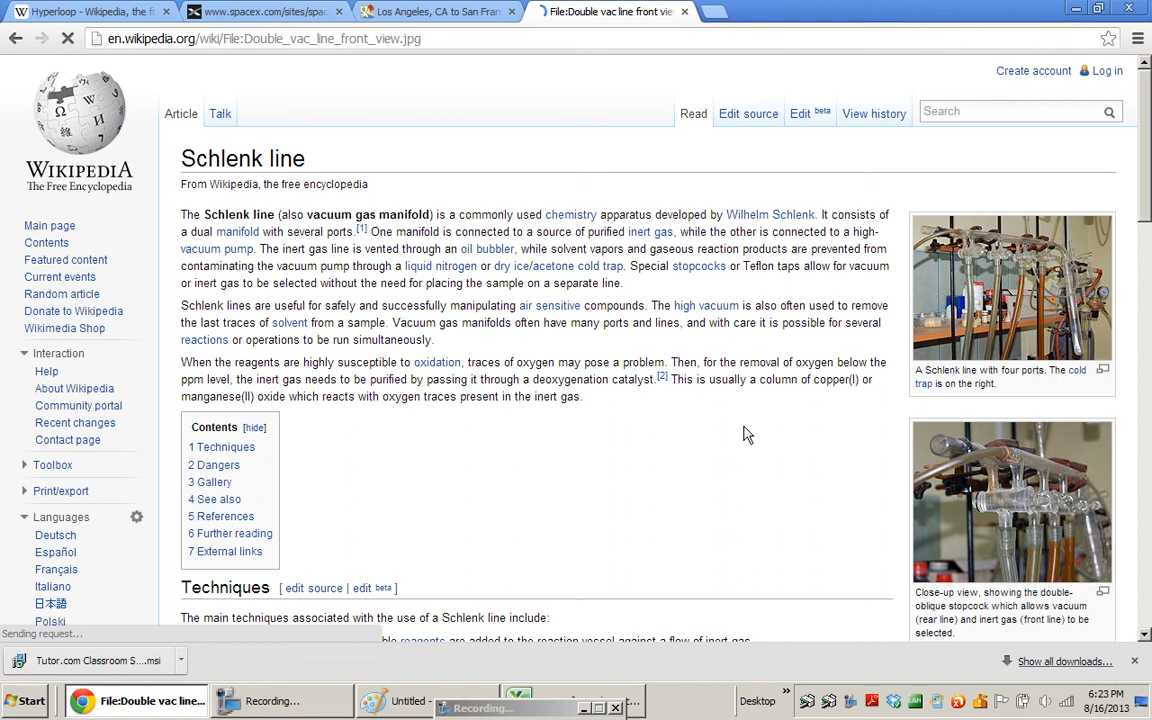 Hyperloop - Wikipedia, the f
www.spacex.com/sites/spac
Los Angeles, CA to San Fran
File:Double vac line front vie
en.wikipedia.org/wiki/File:Double_vac_line_front_view.jpg
Create account Log in
Article Talk
Read Edit source Edit beta View history
Search
WIKIPEDIA
The Free Encyclopedia
Main page
Contents
Featured content
Current events
Random article
Donate to Wikipedia
Wikimedia Shop
Interaction
Help
About Wikipedia
Community portal
Recent changes
Contact page
Toolbox
Print/export
Languages
Deutsch
Español
Français
Italiano
日本語
Polski
Schlenk line
From Wikipedia, the free encyclopedia
The Schlenk line (also vacuum gas manifold) is a commonly used chemistry apparatus developed by Wilhelm Schlenk. It consists of
a dual manifold with several ports.[1] One manifold is connected to a source of purified inert gas, while the other is connected to a high-
vacuum pump. The inert gas line is vented through an oil bubbler, while solvent vapors and gaseous reaction products are prevented from
contaminating the vacuum pump through a liquid nitrogen or dry ice/acetone cold trap. Special stopcocks or Teflon taps allow for vacuum
or inert gas to be selected without the need for placing the sample on a separate line.
Schlenk lines are useful for safely and successfully manipulating air sensitive compounds. The high vacuum is also often used to remove
the last traces of solvent from a sample. Vacuum gas manifolds often have many ports and lines, and with care it is possible for several
reactions or operations to be run simultaneously.
When the reagents are highly susceptible to oxidation, traces of oxygen may pose a problem. Then, for the removal of oxygen below the
ppm level, the inert gas needs to be purified by passing it through a deoxygenation catalyst.[2] This is usually a column of copper(I) or
manganese(II) oxide which reacts with oxygen traces present in the inert gas.
Contents [hide]
1 Techniques
2 Dangers
3 Gallery
4 See also
5 References
6 Further reading
7 External links
Techniques [ edit source | edit beta ]
The main techniques associated with the use of a Schlenk line include:
reagents are added to the reaction vessel against a flow of inert gas
A Schlenk line with four ports. The cold
trap is on the right.
Close-up view, showing the double-
oblique stopcock which allows vacuum
(rear line) and inert gas (front line) to be
selected.
Sending request...
Tutor.com Classroom S....msi
Show all downloads...
Start
File:Double vac line...
Recording...
Untitled -
Recording...
Desktop
6:23 PM
8/16/2013